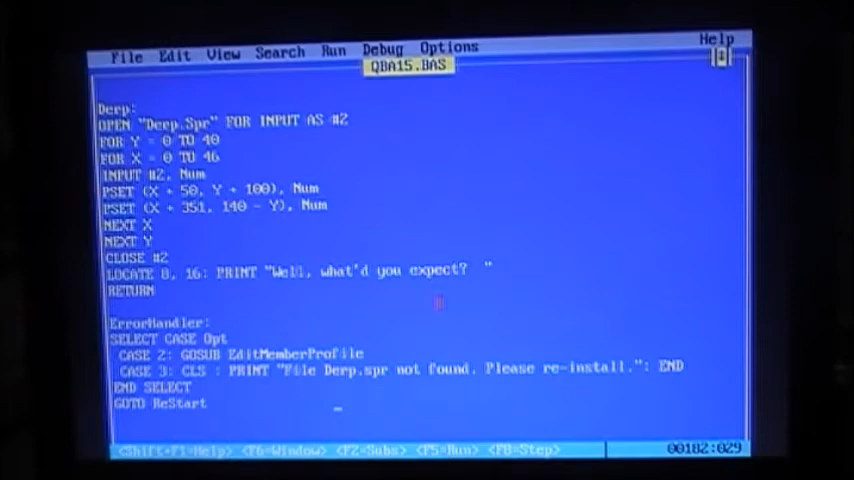 File Edit View Search Run Debug Options Help
QBA15.BAS
Derp:
OPEN "Derp.Spr" FOR INPUT AS #2
FOR Y = 0 TO 40
FOR X = 0 TO 46
INPUT #2, Num
PSET (X + 50, Y + 100), Num
PSET (X + 351, 140 - Y), Num
NEXT X
NEXT Y
CLOSE #2
LOCATE 8, 16: PRINT "Well, what'd you expect?  "
RETURN
ErrorHandler:
SELECT CASE Opt
CASE 2: GOSUB EditMemberProfile
CASE 3: CLS : PRINT "File Derp.spr not found. Please re-install.": END
END SELECT
GOTO ReStart
<Shift+F1=Help> <F6=Window> <F2=Subs> <F5=Run> <F8=Step> 00182:029